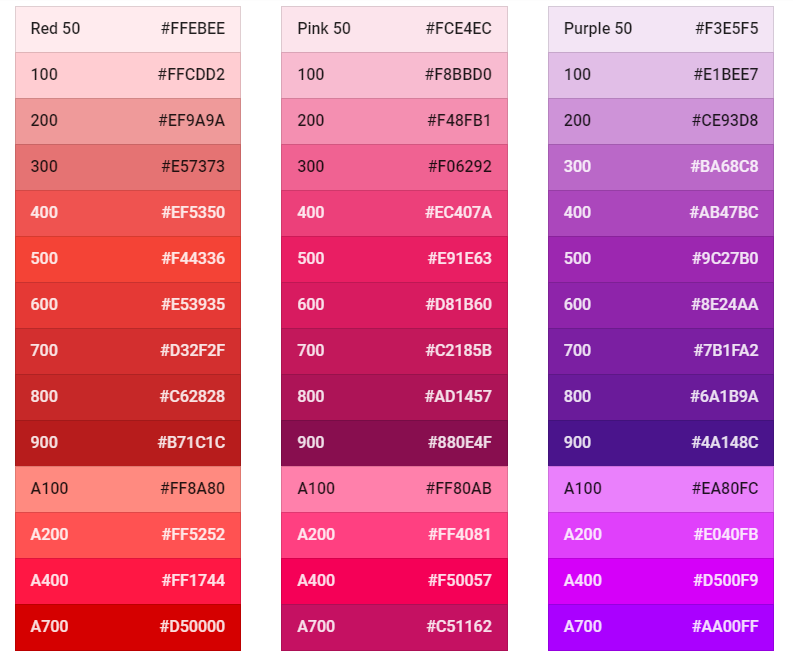 Red 50 #FFEBEE
100 #FFCDD2
200 #EF9A9A
300 #E57373
400 #EF5350
500 #F44336
600 #E53935
700 #D32F2F
800 #C62828
900 #B71C1C
A100 #FF8A80
A200 #FF5252
A400 #FF1744
A700 #D50000
Pink 50 #FCE4EC
100 #F8BBD0
200 #F48FB1
300 #F06292
400 #EC407A
500 #E91E63
600 #D81B60
700 #C2185B
800 #AD1457
900 #880E4F
A100 #FF80AB
A200 #FF4081
A400 #F50057
A700 #C51162
Purple 50 #F3E5F5
100 #E1BEE7
200 #CE93D8
300 #BA68C8
400 #AB47BC
500 #9C27B0
600 #8E24AA
700 #7B1FA2
800 #6A1B9A
900 #4A148C
A100 #EA80FC
A200 #E040FB
A400 #D500F9
A700 #AA00FF